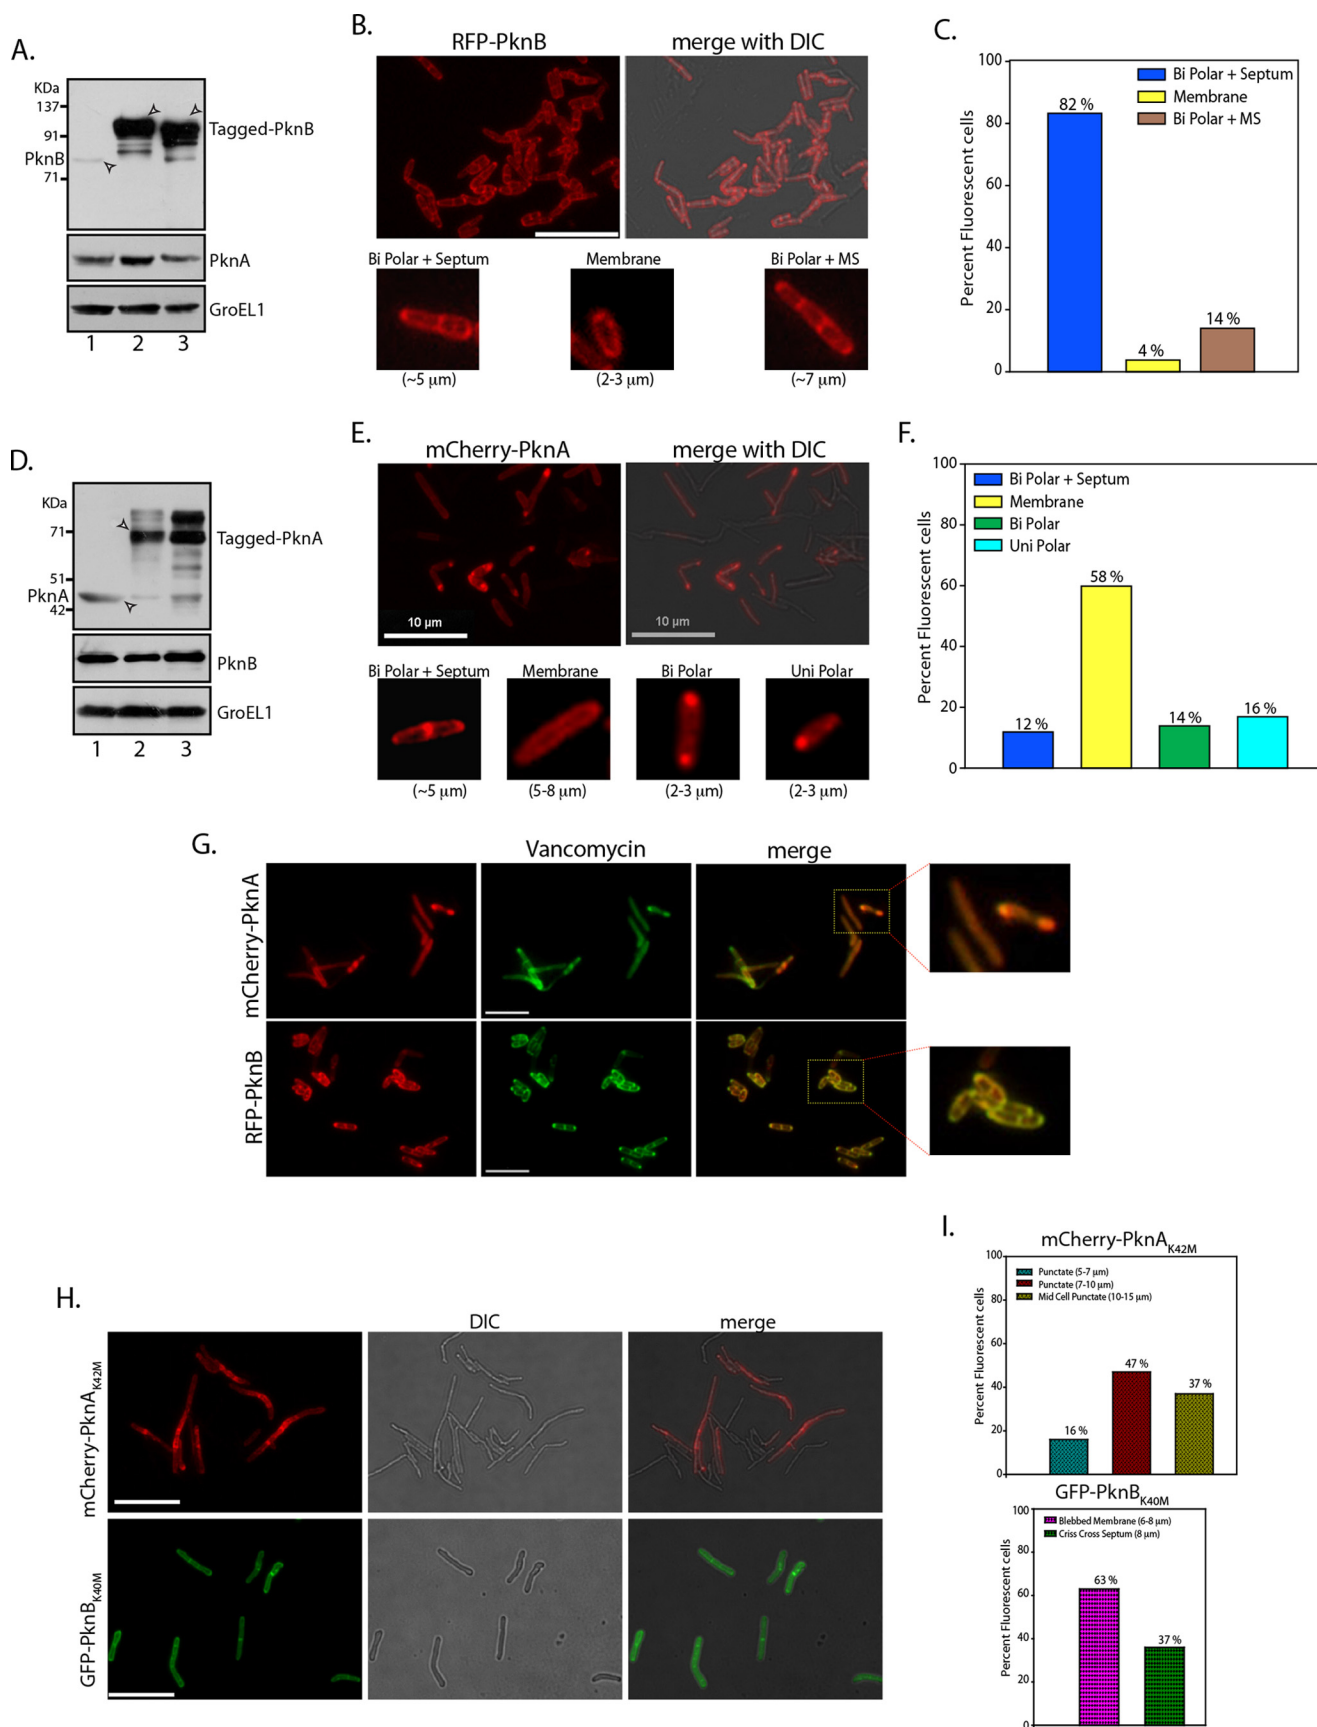 A.
KDa
137
91
PknB
71
Tagged-PknB
PknA
GroEL1
1 2 3
B.
RFP-PknB
merge with DIC
Bi Polar + Septum
Membrane
Bi Polar + MS
(~5 µm)
(2-3 µm)
(~7 µm)
C.
Percent Fluorescent cells
100
80
60
40
20
0
Bi Polar + Septum
Membrane
Bi Polar + MS
82 %
4 %
14 %
D.
KDa
71
51
PknA
42
Tagged-PknA
PknB
GroEL1
1 2 3
E.
mCherry-PknA
merge with DIC
10 µm
10 µm
Bi Polar + Septum
Membrane
Bi Polar
Uni Polar
(~5 µm)
(5-8 µm)
(2-3 µm)
(2-3 µm)
F.
Percent Fluorescent cells
100
80
60
40
20
0
Bi Polar + Septum
Membrane
Bi Polar
Uni Polar
12 %
58 %
14 %
16 %
G.
Vancomycin
merge
mCherry-PknA
RFP-PknB
H.
DIC
merge
mCherry-PknA K42M
GFP-PknB K40M
I.
mCherry-PknA K42M
Percent Fluorescent cells
100
80
60
40
20
0
Punctate (5-7 µm)
Punctate (7-10 µm)
Mid Cell Punctate (10-15 µm)
16 %
47 %
37 %
GFP-PknB K40M
Percent Fluorescent cells
100
80
60
40
20
0
Blebbed Membrane (6-8 µm)
Criss Cross Septum (8 µm)
63 %
37 %